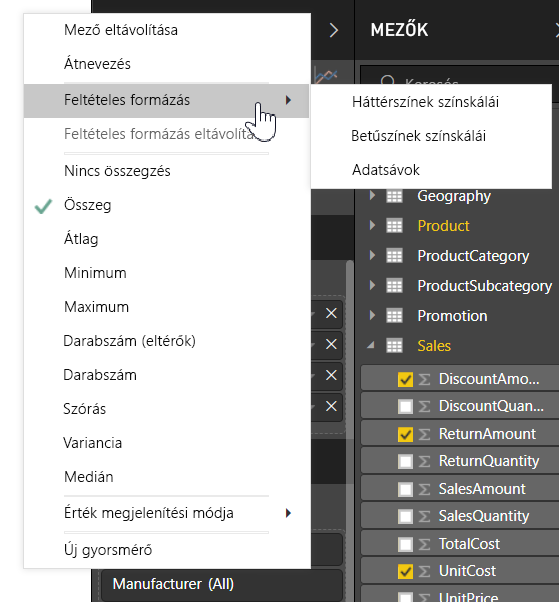 Mező eltávolítása
Átnevezés
Feltételes formázás
Feltételes formázás eltávolít
Nincs összegzés
Összeg
Átlag
Minimum
Maximum
Darabszám (eltérők)
Darabszám
Szórás
Variancia
Medián
Érték megjelenítési módja
Új gyorsmérő
Háttérszínek színskálái
Betűszínek színskálái
Adatsávok
Manufacturer (All)
MEZŐK
Keresés
Geography
Product
ProductCategory
ProductSubcategory
Promotion
Sales
DiscountAmo...
DiscountQuan...
ReturnAmount
ReturnQuantity
SalesAmount
SalesQuantity
TotalCost
UnitCost
UnitPrice